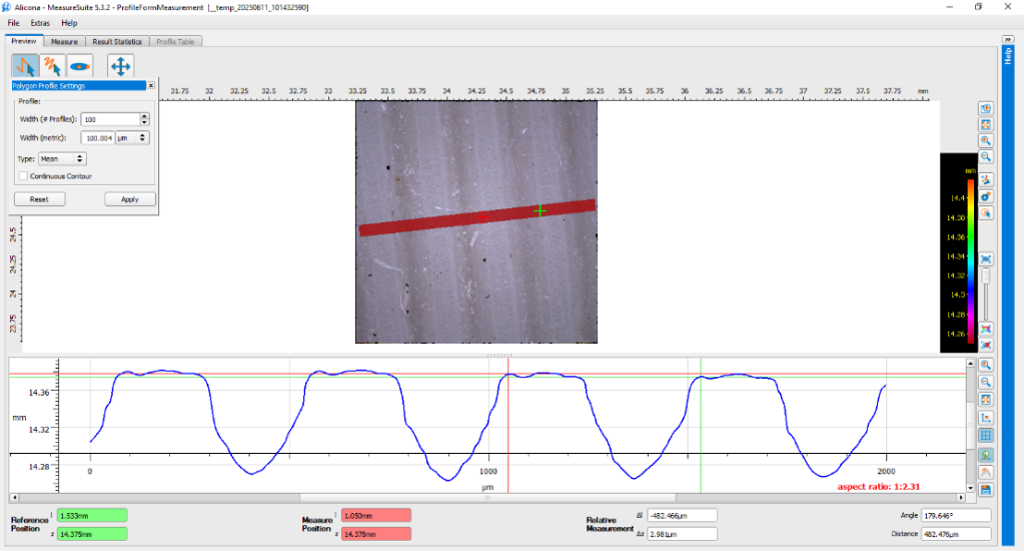 Alicona - MeasureSuite 5.3.2 - ProfileFormMeasurement [__temp_20250611_101432590]
File Extras Help
Preview Measure Result Statistics Profile Table
Help
Polygon Profile Settings
Profile:
Width (# Profiles): 100
Width (metric): 100.004 µm
Type: Mean
Continuous Contour
Reset Apply
31.75 32 32.25 32.5 32.75 33 33.25 33.5 33.75 34 34.25 34.5 34.75 35 35.25 35.5 35.75 36 36.25 36.5 36.75 37 37.25 37.5 37.75 mm
24.5
24.25
24
23.75
mm
14.4
14.38
14.36
14.34
14.32
14.3
14.28
14.26
14.36
mm
14.32
14.28
0 1000 2000
µm
aspect ratio: 1:2.31
Reference Position l 1.533mm z 14.375mm
Measure Position l 1.050mm z 14.378mm
Relative Measurement Δl -482.466µm Δz 2.981µm
Angle 179.646°
Distance 482.476µm